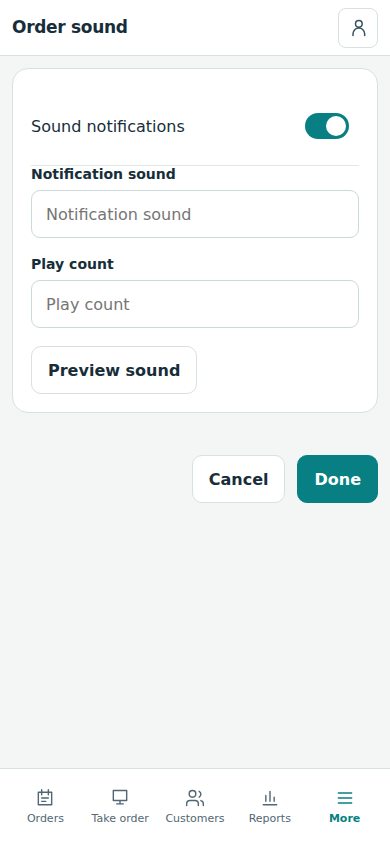 Order sound
Sound notifications
Notification sound
Notification sound
Play count
Play count
Preview sound
Cancel
Done
Orders
Take order
Customers
Reports
More